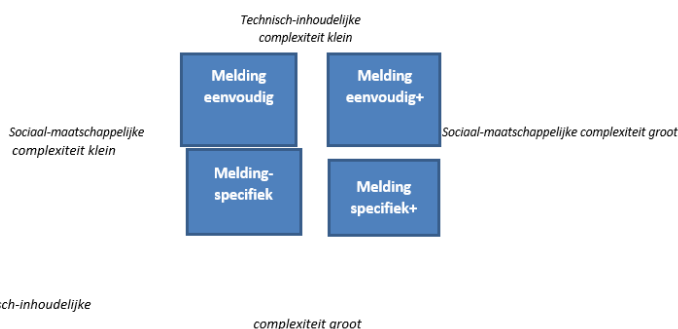 Technisch-inhoudelijke
complexiteit klein
Melding
eenvoudig
Melding
eenvoudig+
Sociaal-maatschappelijke
complexiteit klein
Sociaal-maatschappelijke complexiteit groot
Melding-
specifiek
Melding
specifiek+
sch-inhoudelijke
complexiteit groot